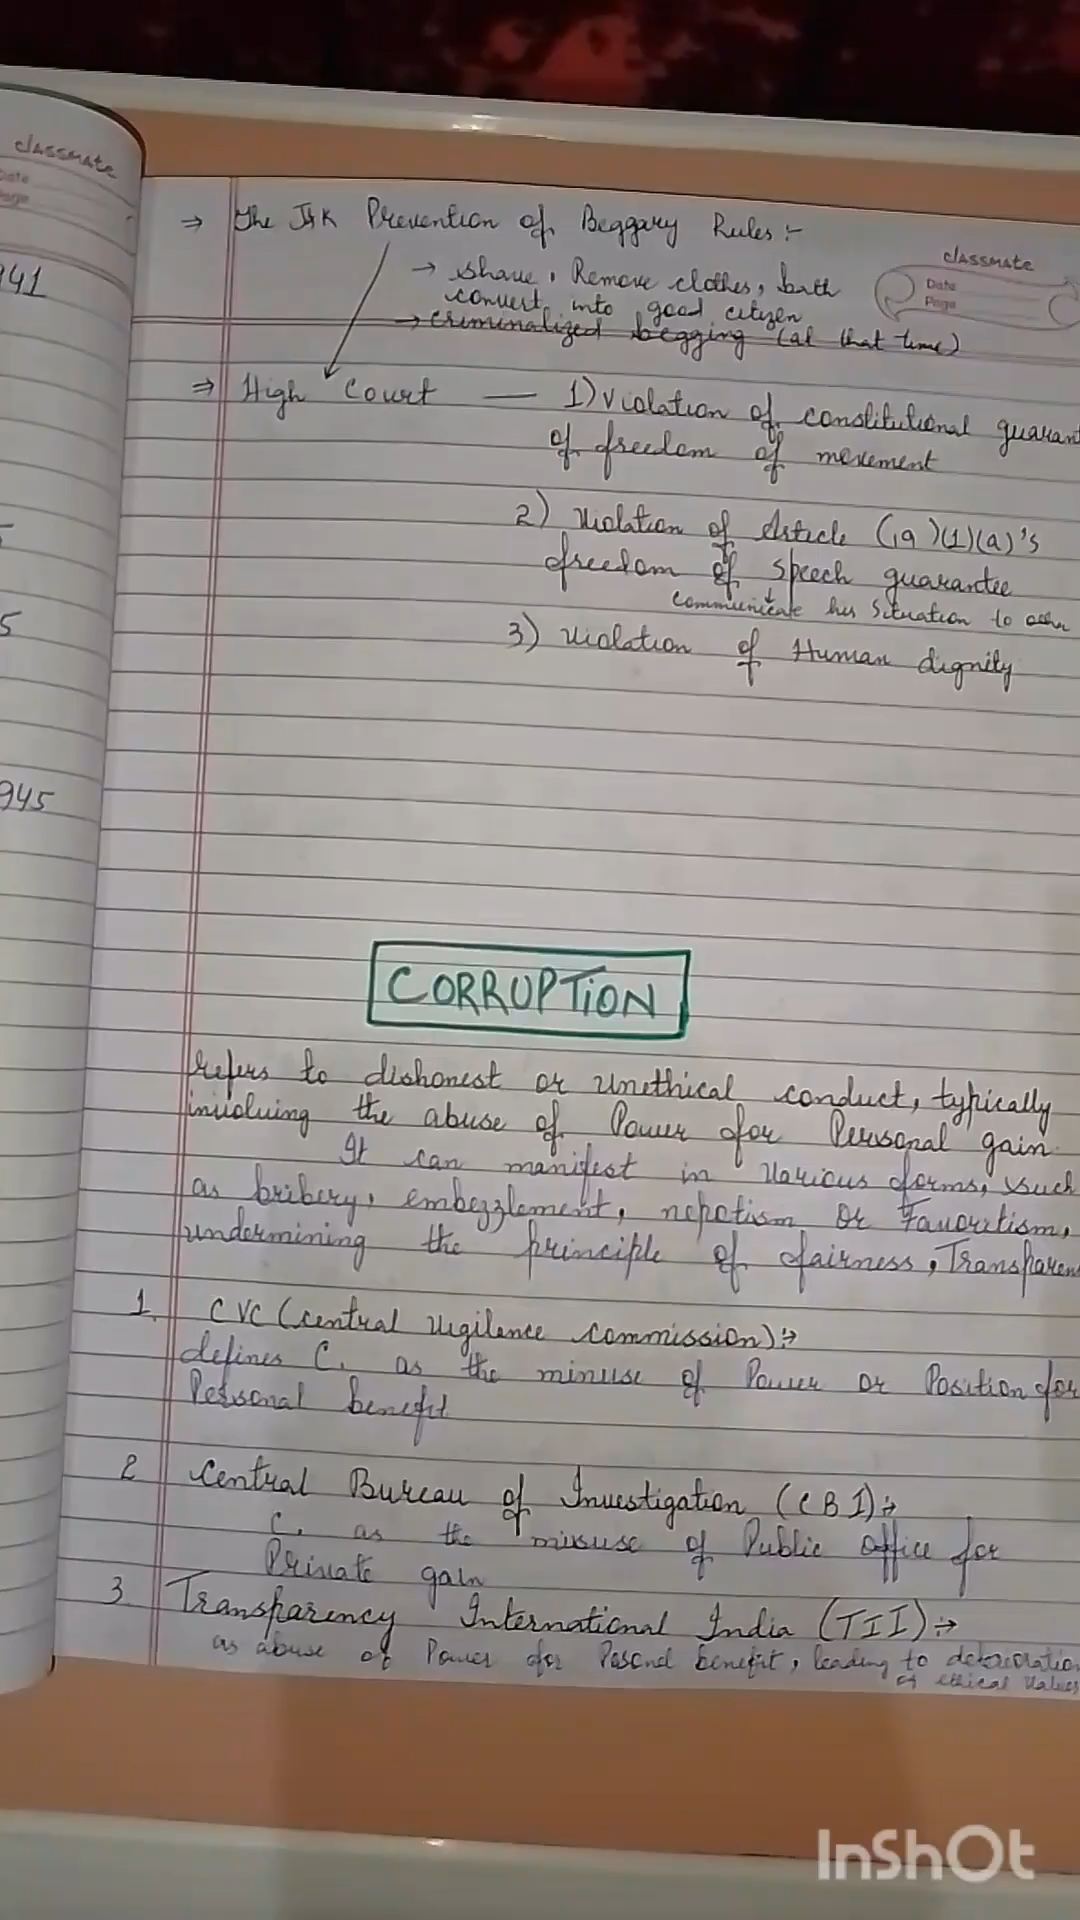 classmate
Date
Page
941
5
945
⇒ The J&K Prevention of Beggary Rules :-
→ shave, Remove clothes, bath
convert into good citizen
→ criminalized begging (at that time)
classmate
Date
Page
⇒ High Court — 1) Violation of constitutional guarant
of freedom of movement
2) Violation of Article (19)(1)(a)'s
freedom of speech guarantee
communicate his situation to other
3) Violation of Human dignity
CORRUPTION
refers to dishonest or unethical conduct, typically
involving the abuse of Power for Personal gain.
It can manifest in various forms, such
as bribery, embezzlement, nepotism or Favouritism,
undermining the principle of fairness, Transparen
1. CVC (central vigilence commission) :→
defines C. as the minuse of Power or Position for
Personal benefit
2 Central Bureau of Investigation (CBI) :→
C. as the misuse of Public office for
Private gain
3. Transparency International India (TII) :→
as abuse of Power for Pasonal benefit, leading to deterioration
of ethical values
InShOt